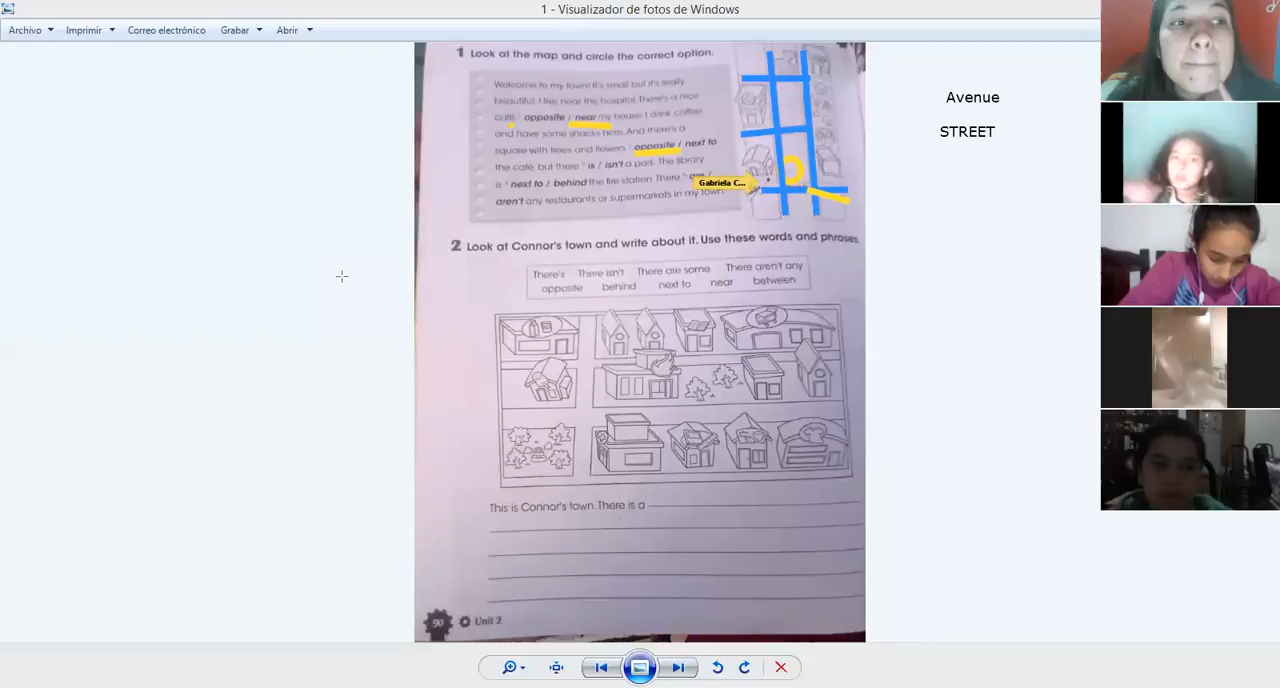 1 - Visualizador de fotos de Windows
Archivo Imprimir Correo electrónico Grabar Abrir
Avenue
STREET
1 Look at the map and circle the correct option.
Welcome to my town! It's small but it's really
beautiful. I live near the hospital. There's a nice
café ¹ opposite / near my house. I drink coffee
and have some snacks here. And there's a
square with trees and flowers ² opposite / next to
the café, but there ³ is / isn't a park. The library
is ⁴ next to / behind the fire station. There ⁵ are /
aren't any restaurants or supermarkets in my town.
Gabriela C...
2 Look at Connor's town and write about it. Use these words and phrases
There's There isn't There are some There aren't any
opposite behind next to near between
This is Connor's town. There is a
90 Unit 2